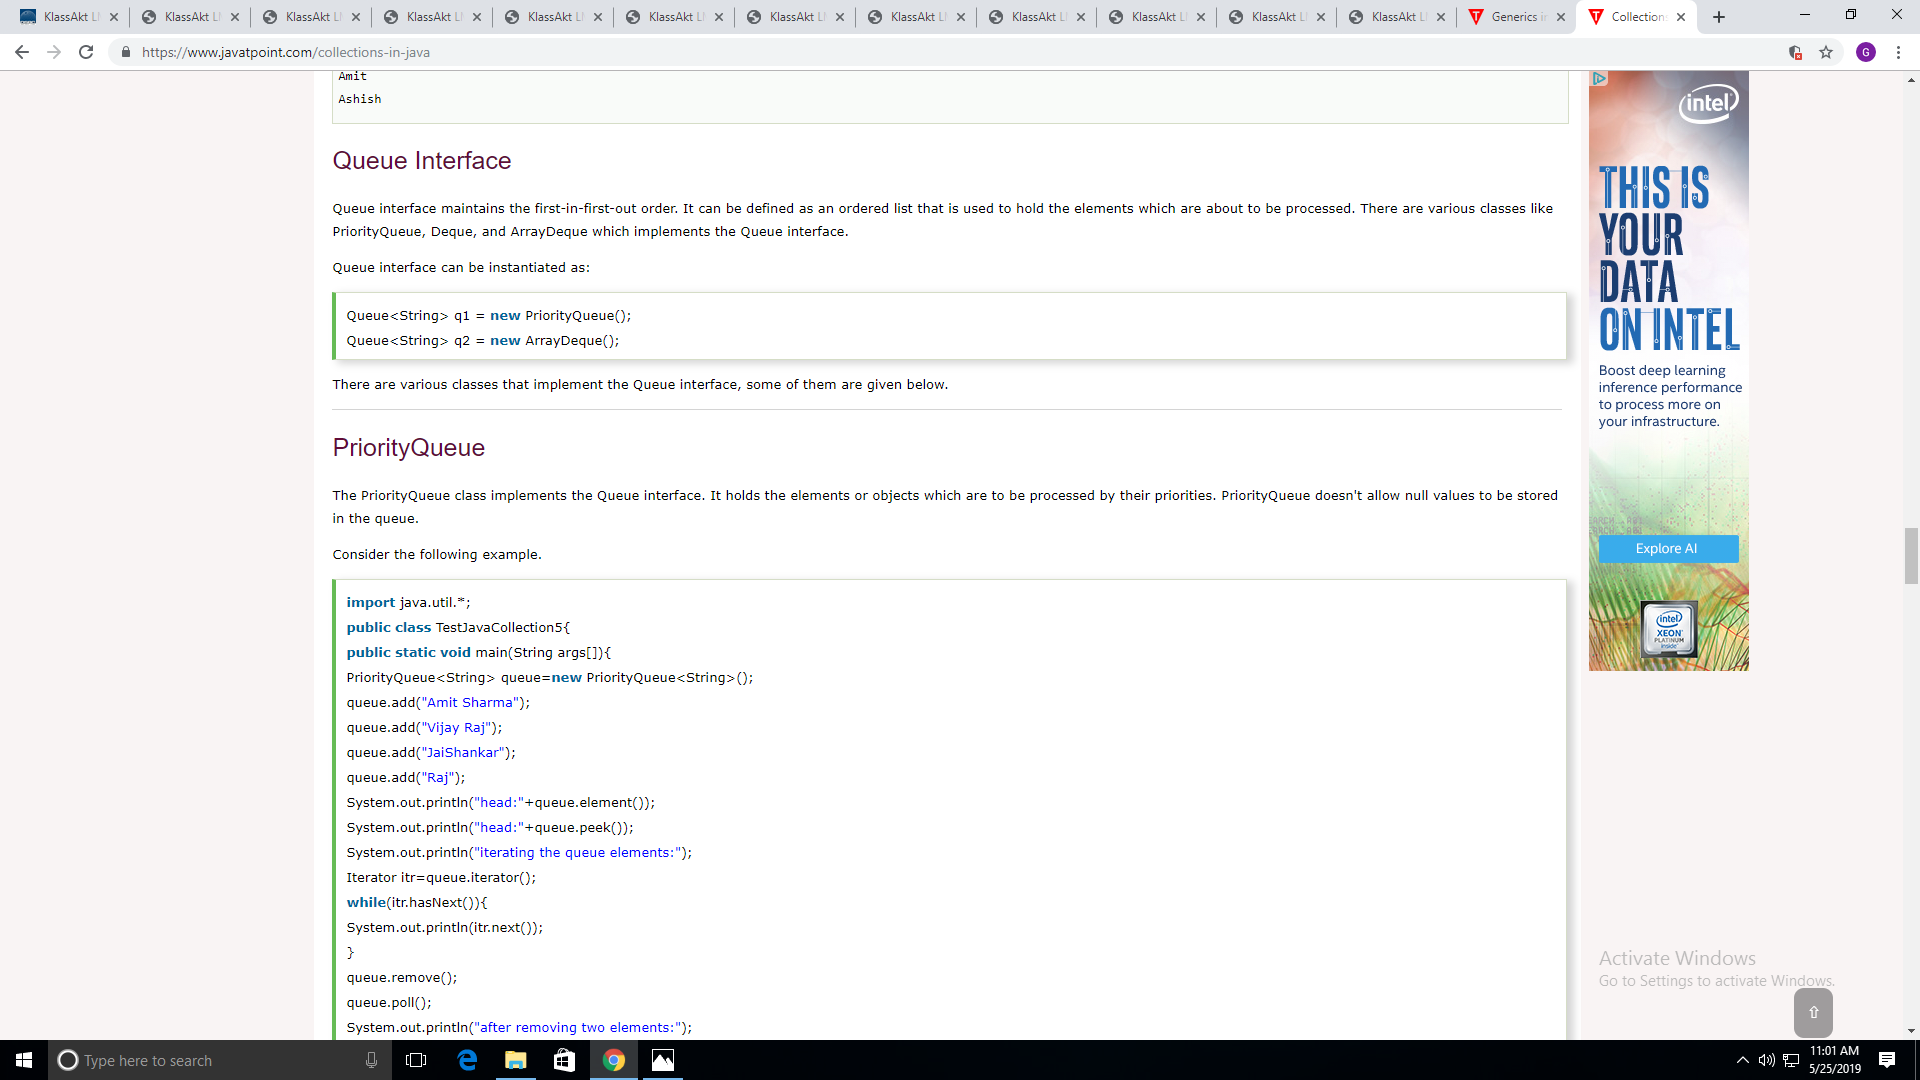 KlassAkt
KlassAkt
KlassAkt
KlassAkt
KlassAkt
KlassAkt
KlassAkt
KlassAkt
KlassAkt
KlassAkt
KlassAkt
KlassAkt
Generics
Collection
https://www.javatpoint.com/collections-in-java
G
Amit
Ashish
Queue Interface
Queue interface maintains the first-in-first-out order. It can be defined as an ordered list that is used to hold the elements which are about to be processed. There are various classes like
PriorityQueue, Deque, and ArrayDeque which implements the Queue interface.
Queue interface can be instantiated as:
Queue<String> q1 = new PriorityQueue();
Queue<String> q2 = new ArrayDeque();
There are various classes that implement the Queue interface, some of them are given below.
PriorityQueue
The PriorityQueue class implements the Queue interface. It holds the elements or objects which are to be processed by their priorities. PriorityQueue doesn't allow null values to be stored
in the queue.
Consider the following example.
import java.util.*;
public class TestJavaCollection5{
public static void main(String args[]){
PriorityQueue<String> queue=new PriorityQueue<String>();
queue.add("Amit Sharma");
queue.add("Vijay Raj");
queue.add("JaiShankar");
queue.add("Raj");
System.out.println("head:"+queue.element());
System.out.println("head:"+queue.peek());
System.out.println("iterating the queue elements:");
Iterator itr=queue.iterator();
while(itr.hasNext()){
System.out.println(itr.next());
}
queue.remove();
queue.poll();
System.out.println("after removing two elements:");
intel
THIS IS
YOUR
DATA
ON INTEL
Boost deep learning
inference performance
to process more on
your infrastructure.
Explore AI
intel
XEON
PLATINUM
inside
Activate Windows
Go to Settings to activate Windows.
Type here to search
11:01 AM
5/25/2019